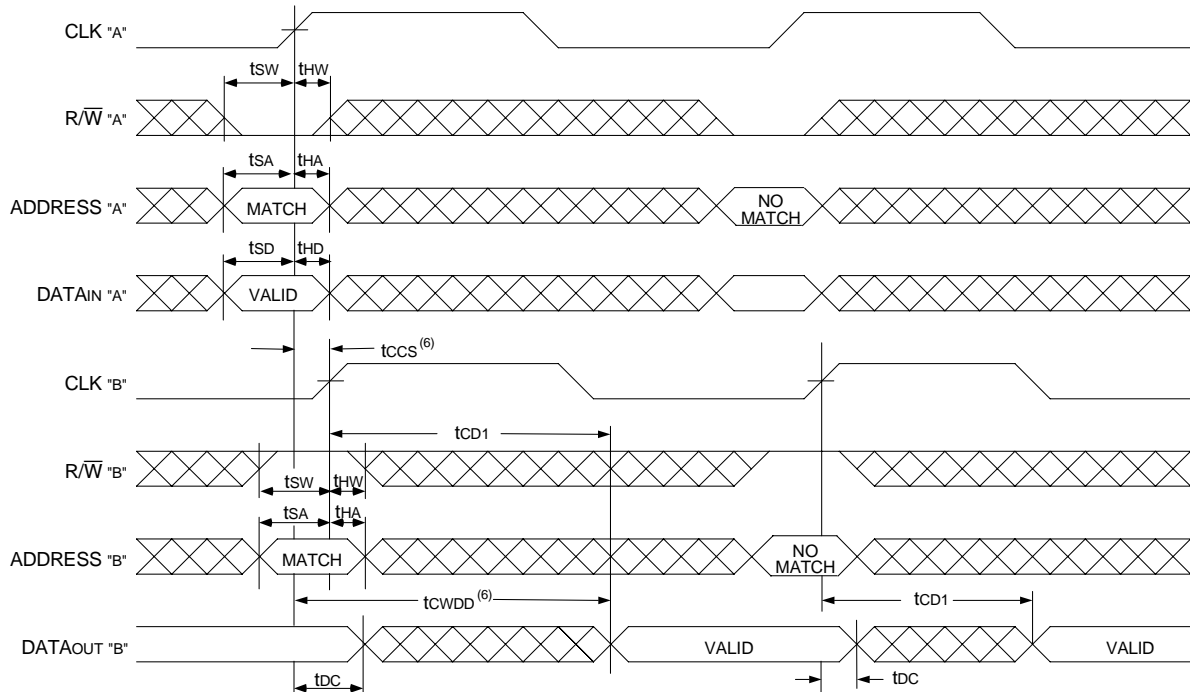 CLK "A"
tSW tHW
R/W̅ "A"
tSA tHA
ADDRESS "A" MATCH NO MATCH
tSD tHD
DATAIN "A" VALID
tCCS (6)
CLK "B"
tCD1
R/W̅ "B"
tSW tHW
tSA tHA
ADDRESS "B" MATCH NO MATCH
tCWDD (6) tCD1
DATAOUT "B" VALID VALID
tDC tDC